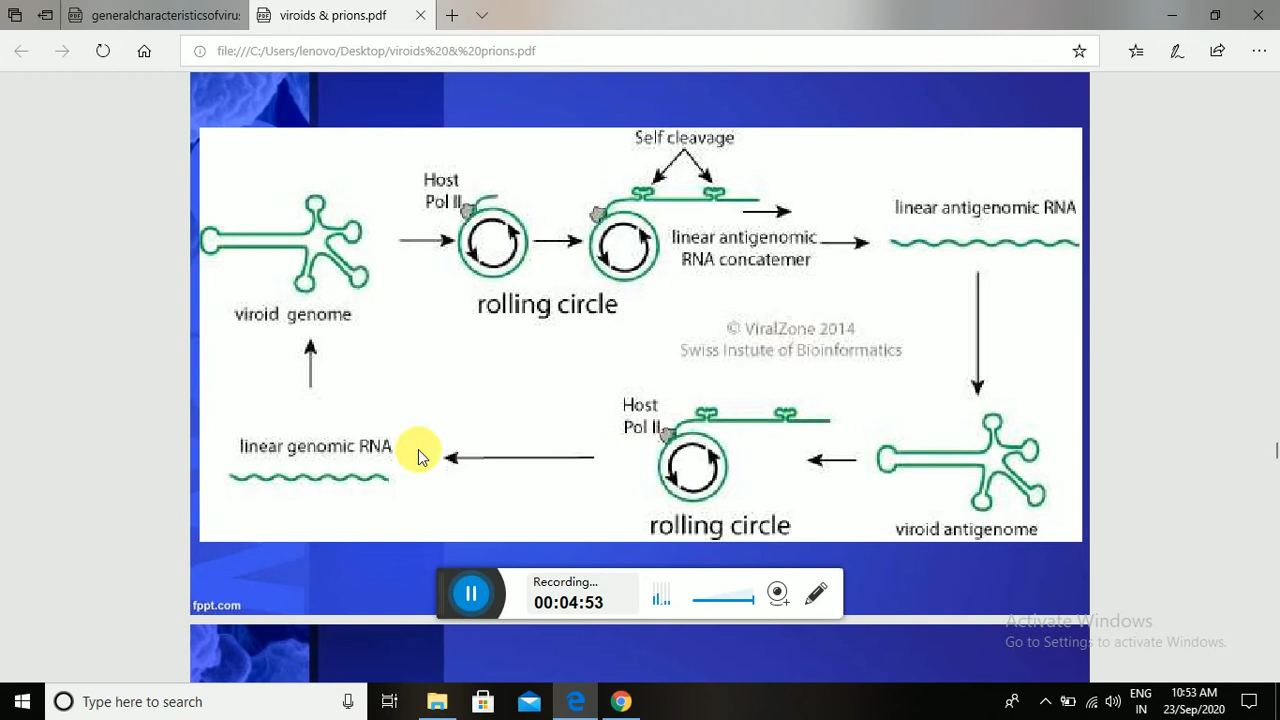 generalcharacteristicsofvirus
viroids & prions.pdf
file:///C:/Users/lenovo/Desktop/viroids%20&%20prions.pdf
Self cleavage
Host
Pol II
linear antigenomic RNA
linear antigenomic
RNA concatemer
rolling circle
viroid genome
© ViralZone 2014
Swiss Instute of Bioinformatics
Host
Pol II
linear genomic RNA
rolling circle
viroid antigenome
Recording...
00:04:53
fppt.com
Activate Windows
Go to Settings to activate Windows.
Type here to search
ENG
IN
10:53 AM
23/Sep/2020